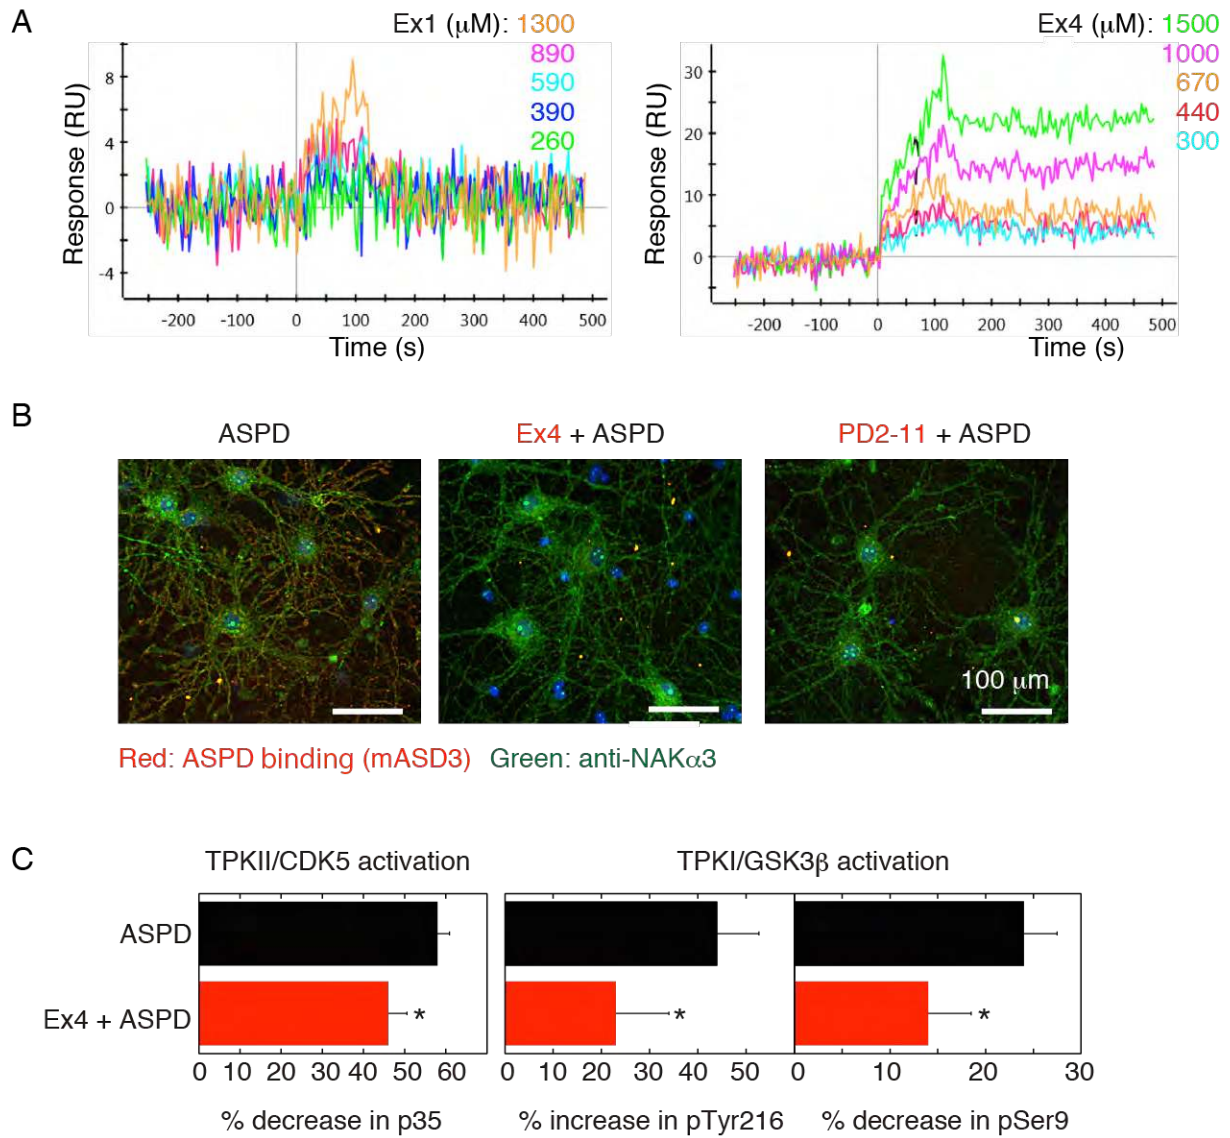 A
Ex1 (µM): 1300
890
590
390
260
Response (RU)
8
4
0
-4
-200 -100 0 100 200 300 400 500
Time (s)
Ex4 (µM): 1500
1000
670
440
300
Response (RU)
30
20
10
0
-200 -100 0 100 200 300 400 500
Time (s)
B
ASPD
Ex4 + ASPD
PD2-11 + ASPD
100 µm
Red: ASPD binding (mASD3) Green: anti-NAKα3
C
TPKII/CDK5 activation
TPKI/GSK3β activation
ASPD
*
*
*
Ex4 + ASPD
0 10 20 30 40 50 60
0 10 20 30 40 50
0 10 20 30
% decrease in p35
% increase in pTyr216
% decrease in pSer9